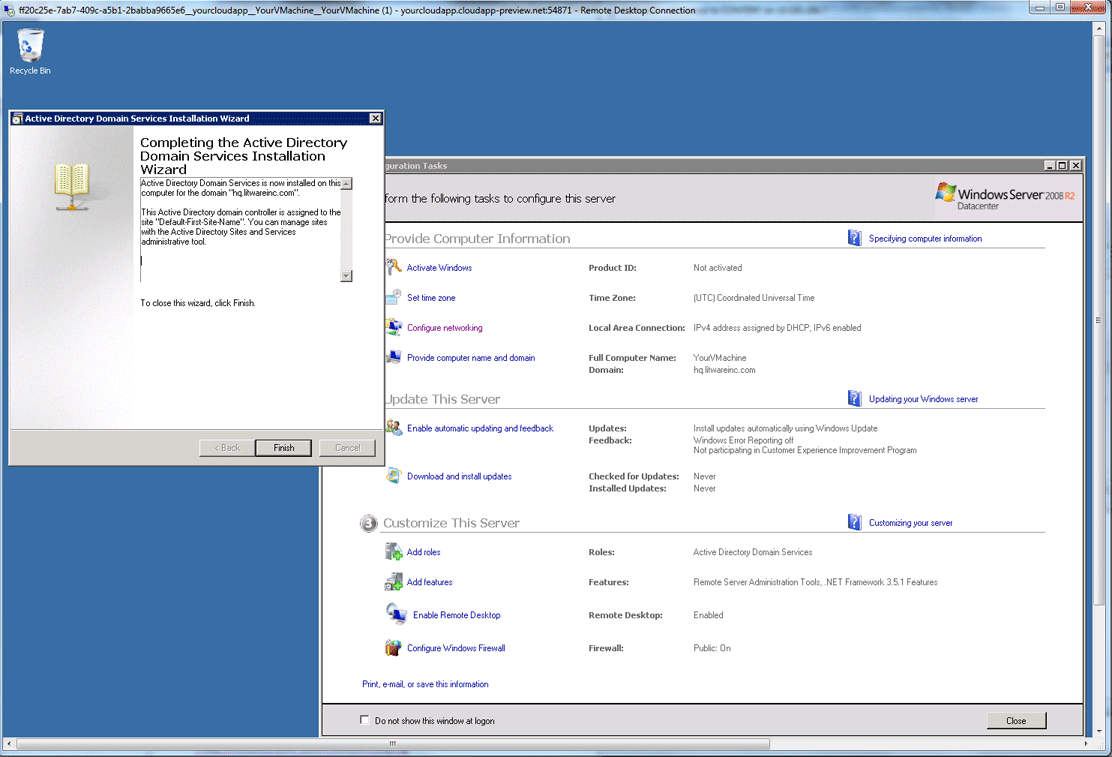 ff20c25e-7ab7-409c-a5b1-2babba9665e6__yourcloudapp__YourVMachine__YourVMachine (1) - yourcloudapp.cloudapp-preview.net:54871 - Remote Desktop Connection
Recycle Bin
Active Directory Domain Services Installation Wizard
Completing the Active Directory
Domain Services Installation
Wizard
Active Directory Domain Services is now installed on this
computer for the domain "hq.litwareinc.com".
This Active Directory domain controller is assigned to the
site "Default-First-Site-Name". You can manage sites
with the Active Directory Sites and Services
administrative tool.
To close this wizard, click Finish.
< Back
Finish
Cancel
guration Tasks
form the following tasks to configure this server
Windows Server 2008 R2
Datacenter
Provide Computer Information
Specifying computer information
Activate Windows
Product ID: Not activated
Set time zone
Time Zone: (UTC) Coordinated Universal Time
Configure networking
Local Area Connection: IPv4 address assigned by DHCP, IPv6 enabled
Provide computer name and domain
Full Computer Name: YourVMachine
Domain: hq.litwareinc.com
Update This Server
Updating your Windows server
Enable automatic updating and feedback
Updates: Install updates automatically using Windows Update
Feedback: Windows Error Reporting off
Not participating in Customer Experience Improvement Program
Download and install updates
Checked for Updates: Never
Installed Updates: Never
3 Customize This Server
Customizing your server
Add roles
Roles: Active Directory Domain Services
Add features
Features: Remote Server Administration Tools, .NET Framework 3.5.1 Features
Enable Remote Desktop
Remote Desktop: Enabled
Configure Windows Firewall
Firewall: Public: On
Print, e-mail, or save this information
Do not show this window at logon
Close